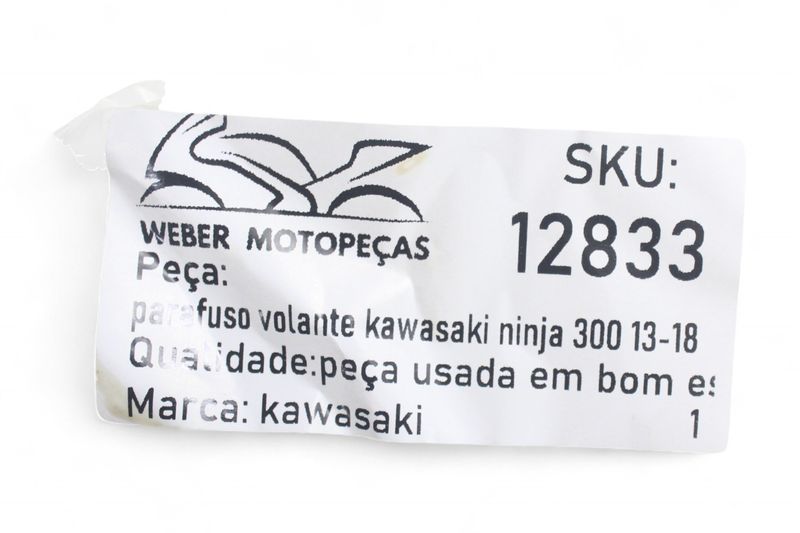 WEBER MOTOPEÇAS
SKU:
12833
Peça:
parafuso volante kawasaki ninja 300 13-18
Qualidade:peça usada em bom es
Marca: kawasaki
1